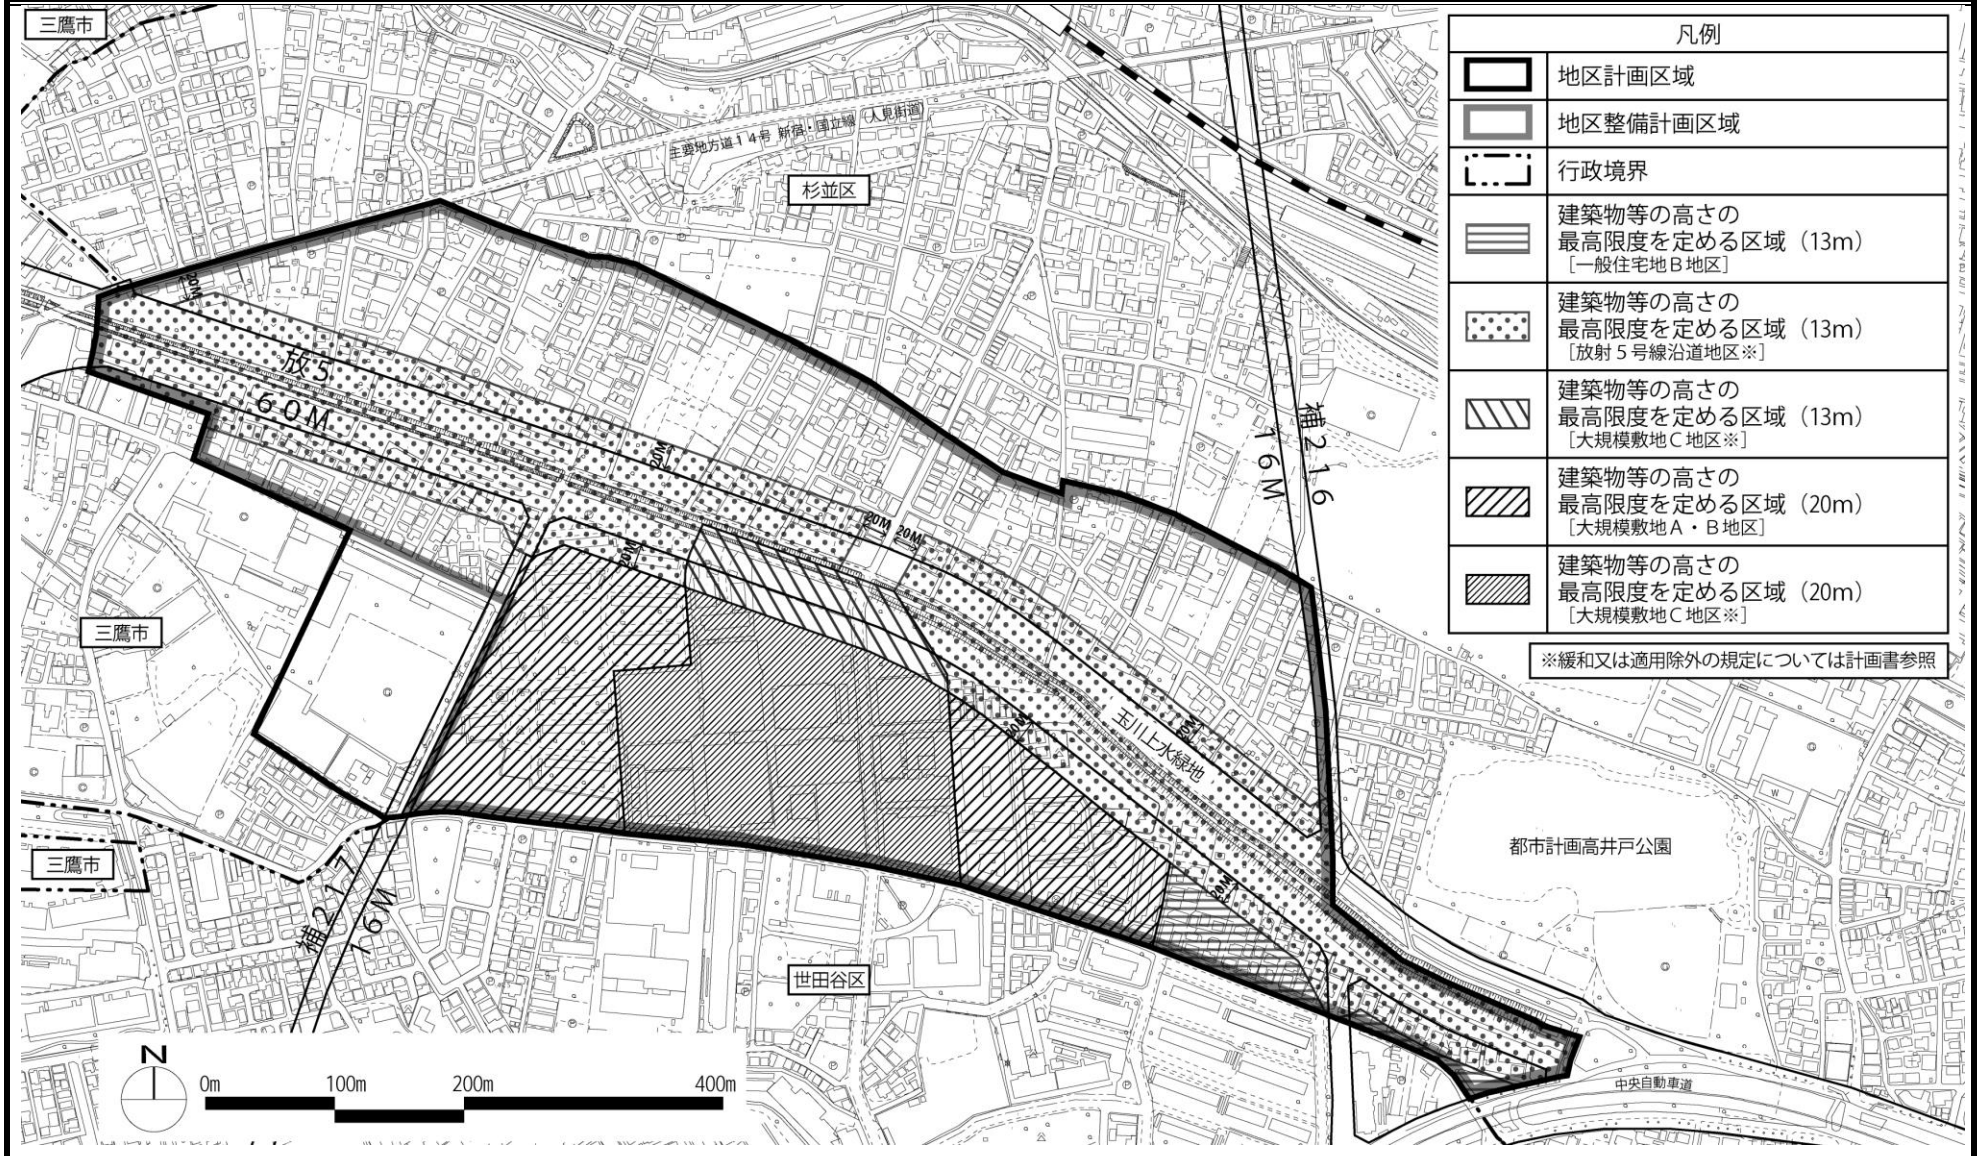 三鷹市
主要地方道14号 新宿・国立線 (人見街道)
杉並区
20M
放5
60M
20M
20M
20M
20M
補216
16M
三鷹市
玉川上水緑地
20M
30M
20M
都市計画高井戸公園
三鷹市
補217
16M
世田谷区
中央自動車道
N
0m
100m
200m
400m
凡例
地区計画区域
地区整備計画区域
行政境界
建築物等の高さの
最高限度を定める区域（13m）
［一般住宅地B地区］
建築物等の高さの
最高限度を定める区域（13m）
［放射5号線沿道地区※］
建築物等の高さの
最高限度を定める区域（13m）
［大規模敷地C地区※］
建築物等の高さの
最高限度を定める区域（20m）
［大規模敷地A・B地区］
建築物等の高さの
最高限度を定める区域（20m）
［大規模敷地C地区※］
※緩和又は適用除外の規定については計画書参照